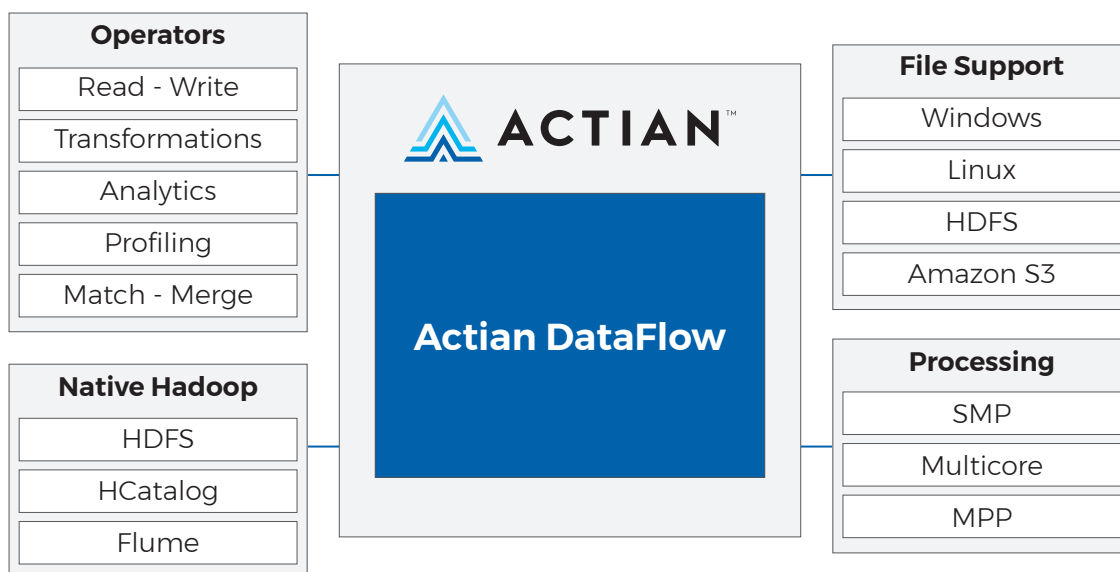 Operators
Read - Write
Transformations
Analytics
Profiling
Match - Merge
Native Hadoop
HDFS
HCatalog
Flume
ACTIAN™
Actian DataFlow
File Support
Windows
Linux
HDFS
Amazon S3
Processing
SMP
Multicore
MPP